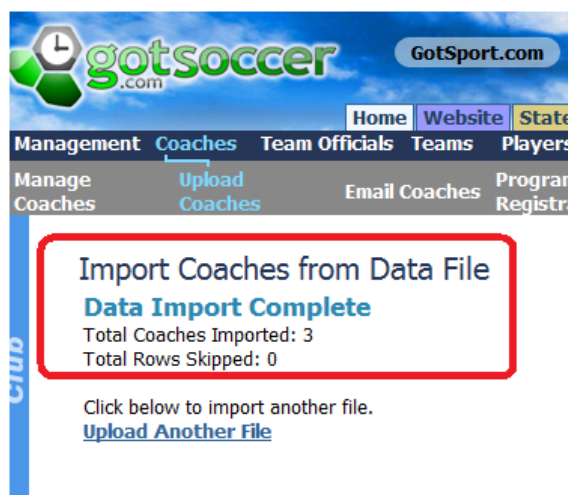 gotsoccer
.com
GotSport.com
Home Website State
Management Coaches Team Officials Teams Players
Manage Coaches Upload Coaches Email Coaches
Import Coaches from Data File
Data Import Complete
Total Coaches Imported: 3
Total Rows Skipped: 0
Club
Click below to import another file.
Upload Another File